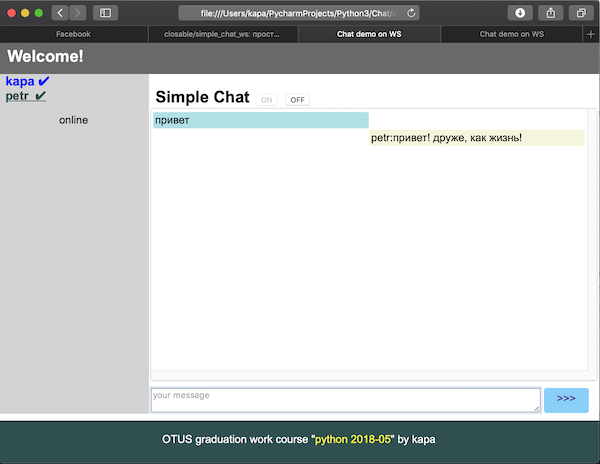 file:///Users/kapa/PycharmProjects/Python3/Chat/c
Facebook
closable/simple_chat_ws: прост...
Chat demo on WS
Chat demo on WS
Welcome!
kapa ✔
petr ✔
online
Simple Chat ON OFF
привет
petr:привет! друже, как жизнь!
your message
>>>
OTUS graduation work course "python 2018-05" by kapa